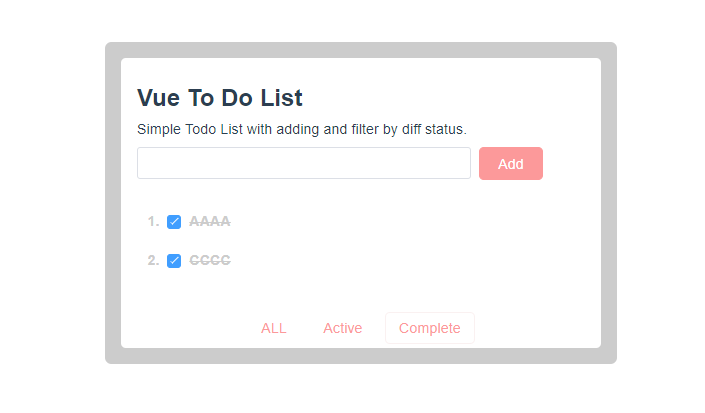 Vue To Do List
Simple Todo List with adding and filter by diff status.
Add
1. AAAA
2. CCCC
ALL Active Complete